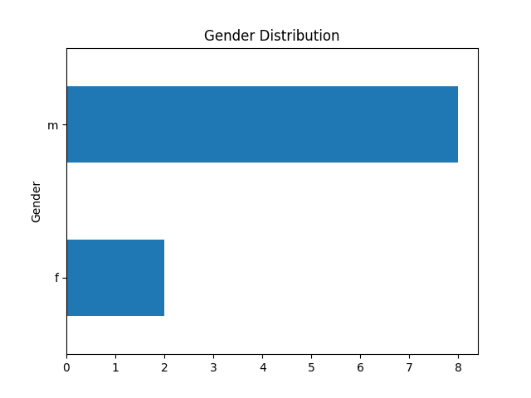 Gender Distribution
m
Gender
f
0 1 2 3 4 5 6 7 8